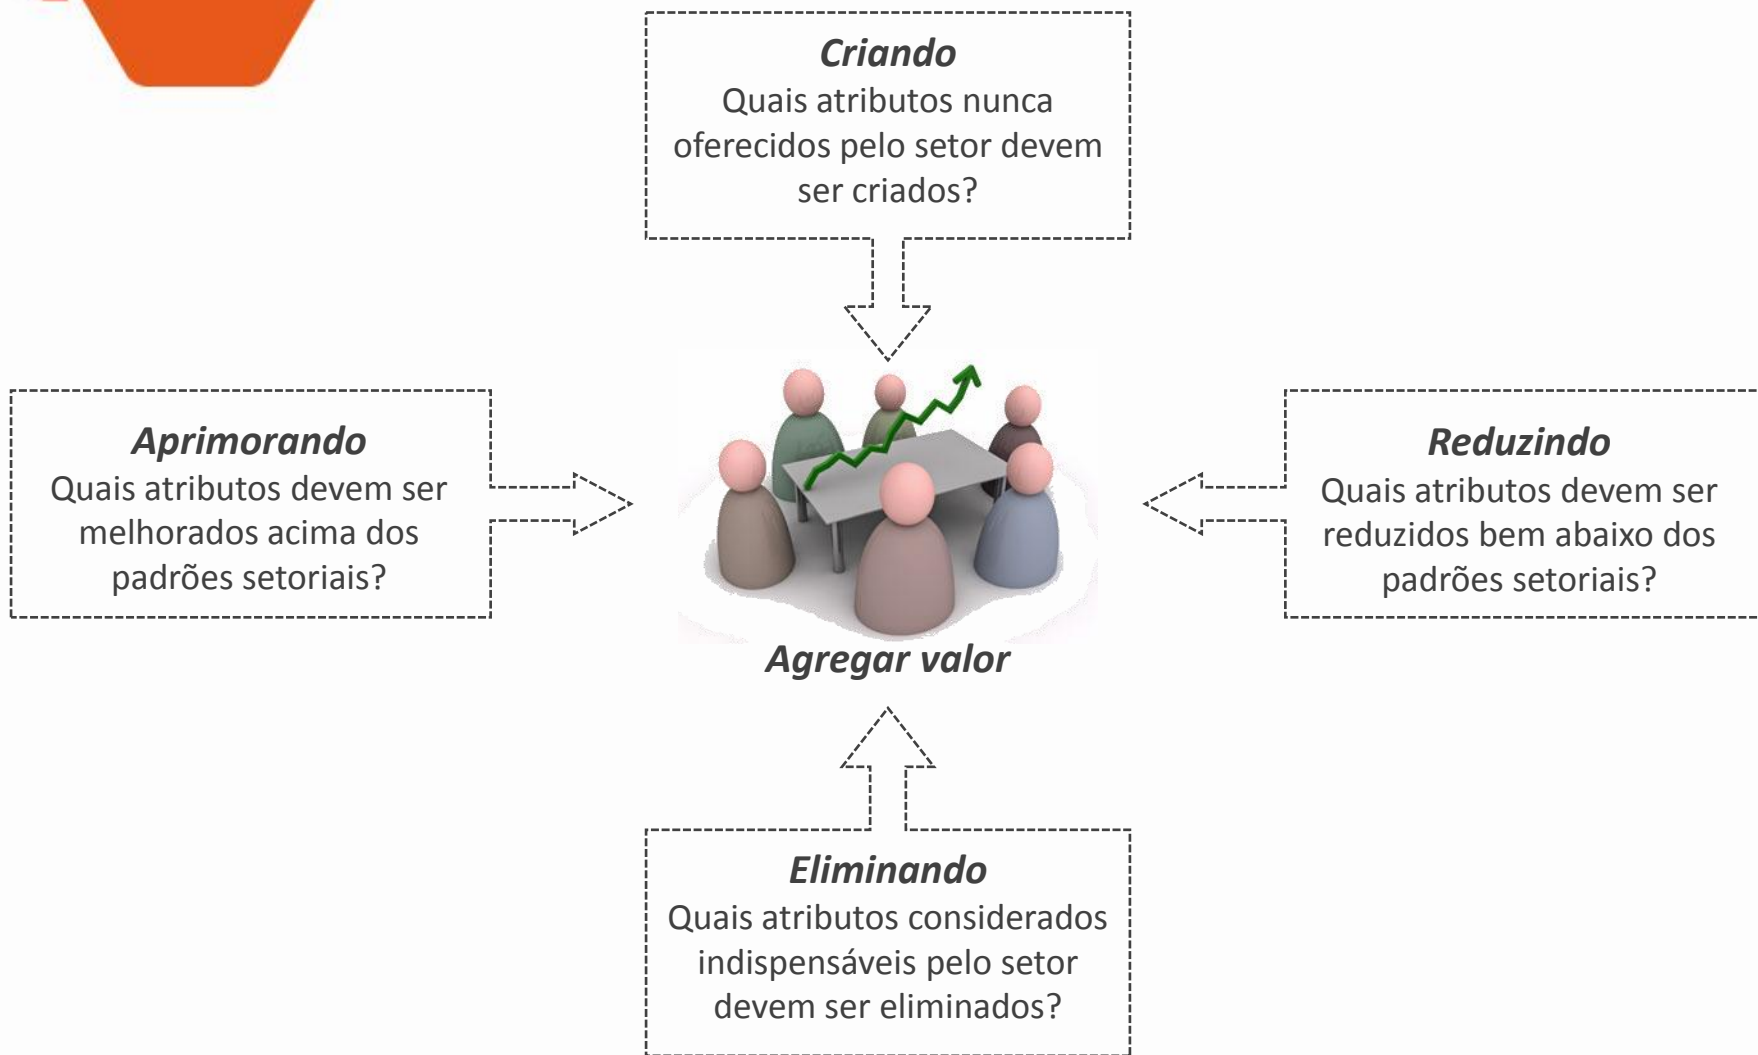 Criando
Quais atributos nunca
oferecidos pelo setor devem
ser criados?
Aprimorando
Quais atributos devem ser
melhorados acima dos
padrões setoriais?
Reduzindo
Quais atributos devem ser
reduzidos bem abaixo dos
padrões setoriais?
Agregar valor
Eliminando
Quais atributos considerados
indispensáveis pelo setor
devem ser eliminados?